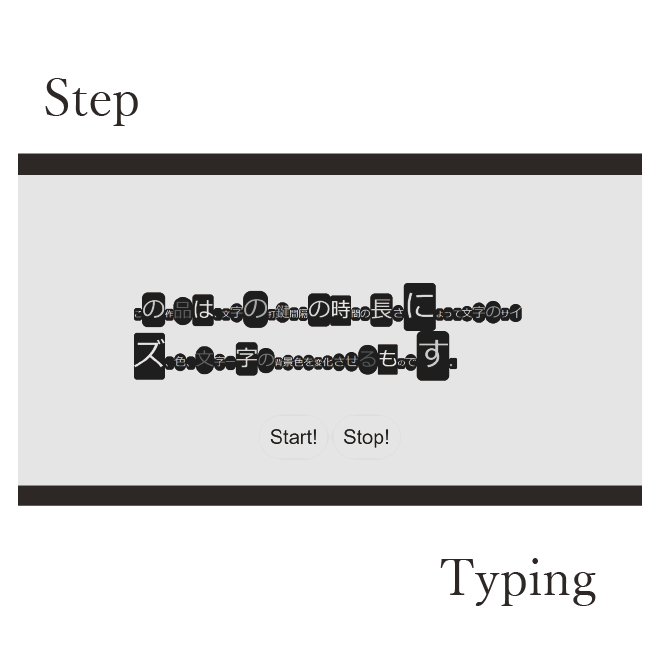 Step
この作品は、文字の打鍵間隔の時間の長さによって文字のサイ
ズ、色、文字一字の背景色を変化させるものです。
Start! Stop!
Typing